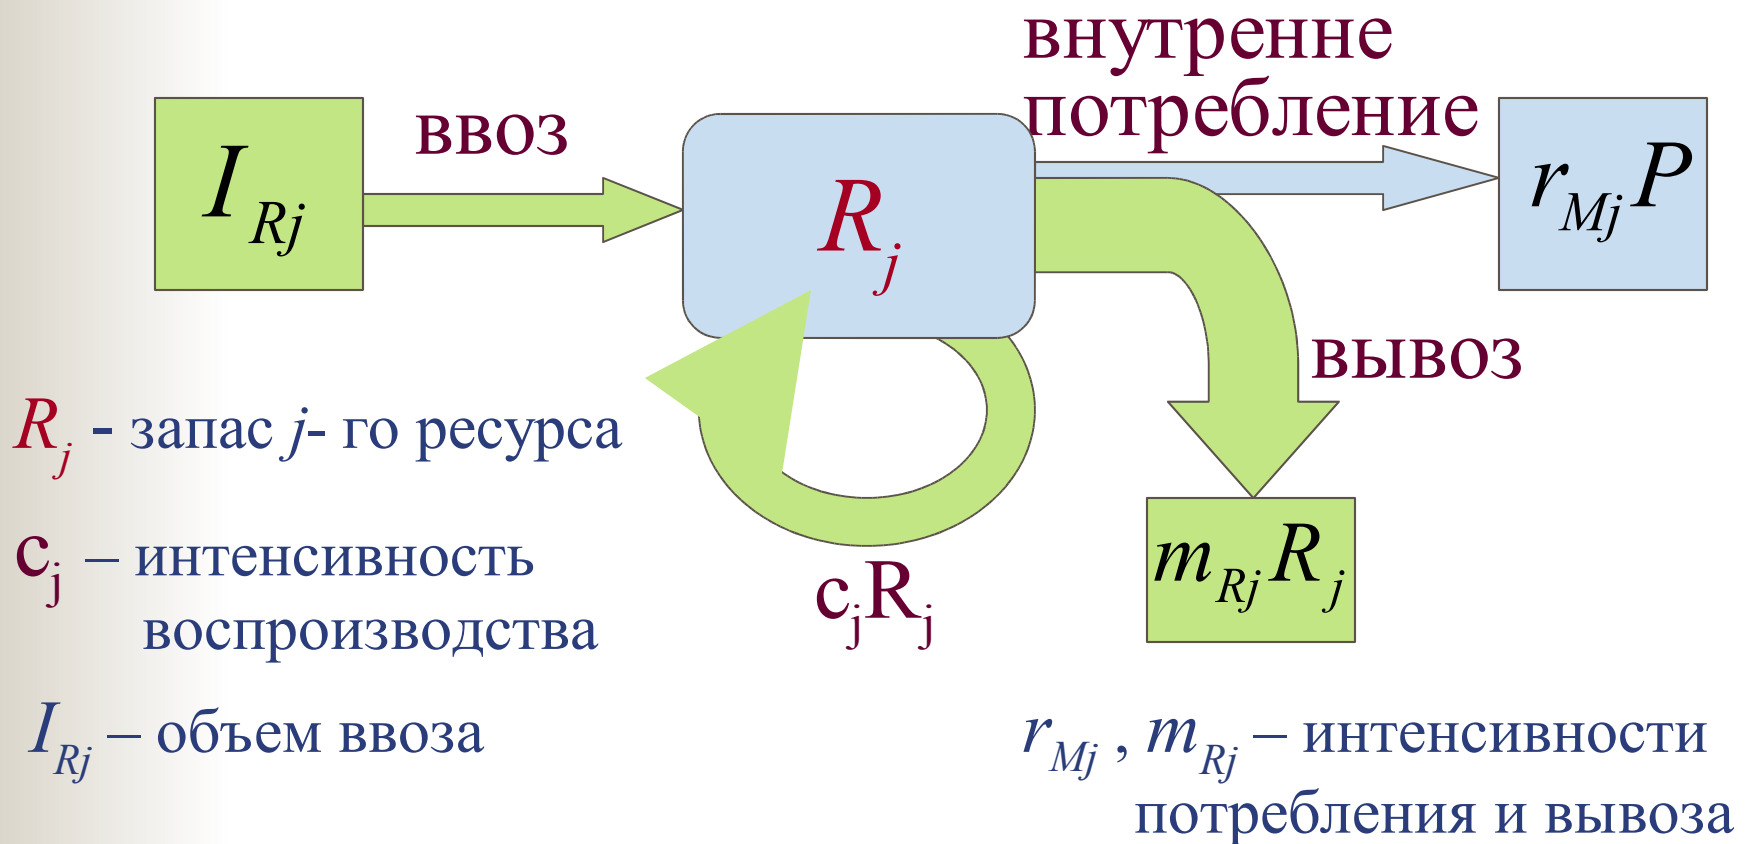 внутренне
потребление
ввоз
I_Rj
R_j
r_Mj P
вывоз
R_j - запас j- го ресурса
c_j – интенсивность
воспроизводства
c_jR_j
m_Rj R_j
I_Rj – объем ввоза
r_Mj , m_Rj – интенсивности
потребления и вывоза